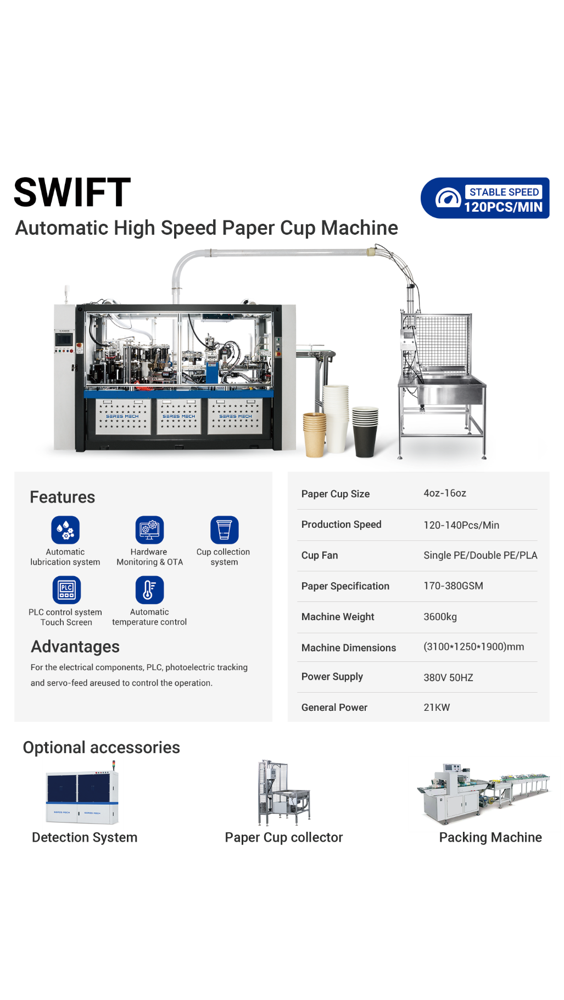 SWIFT
STABLE SPEED
120PCS/MIN
Automatic High Speed Paper Cup Machine
SERES MECH
SERES MECH
SERES MECH
Features
Automatic
lubrication system
Hardware
Monitoring & OTA
Cup collection
system
PLC
PLC control system
Touch Screen
Automatic
temperature control
Advantages
For the electrical components, PLC, photoelectric tracking
and servo-feed areused to control the operation.
Paper Cup Size 4oz-16oz
Production Speed 120-140Pcs/Min
Cup Fan Single PE/Double PE/PLA
Paper Specification 170-380GSM
Machine Weight 3600kg
Machine Dimensions (3100*1250*1900)mm
Power Supply 380V 50HZ
General Power 21KW
Optional accessories
SERES MECH
SERES MECH
Detection System
Paper Cup collector
Packing Machine